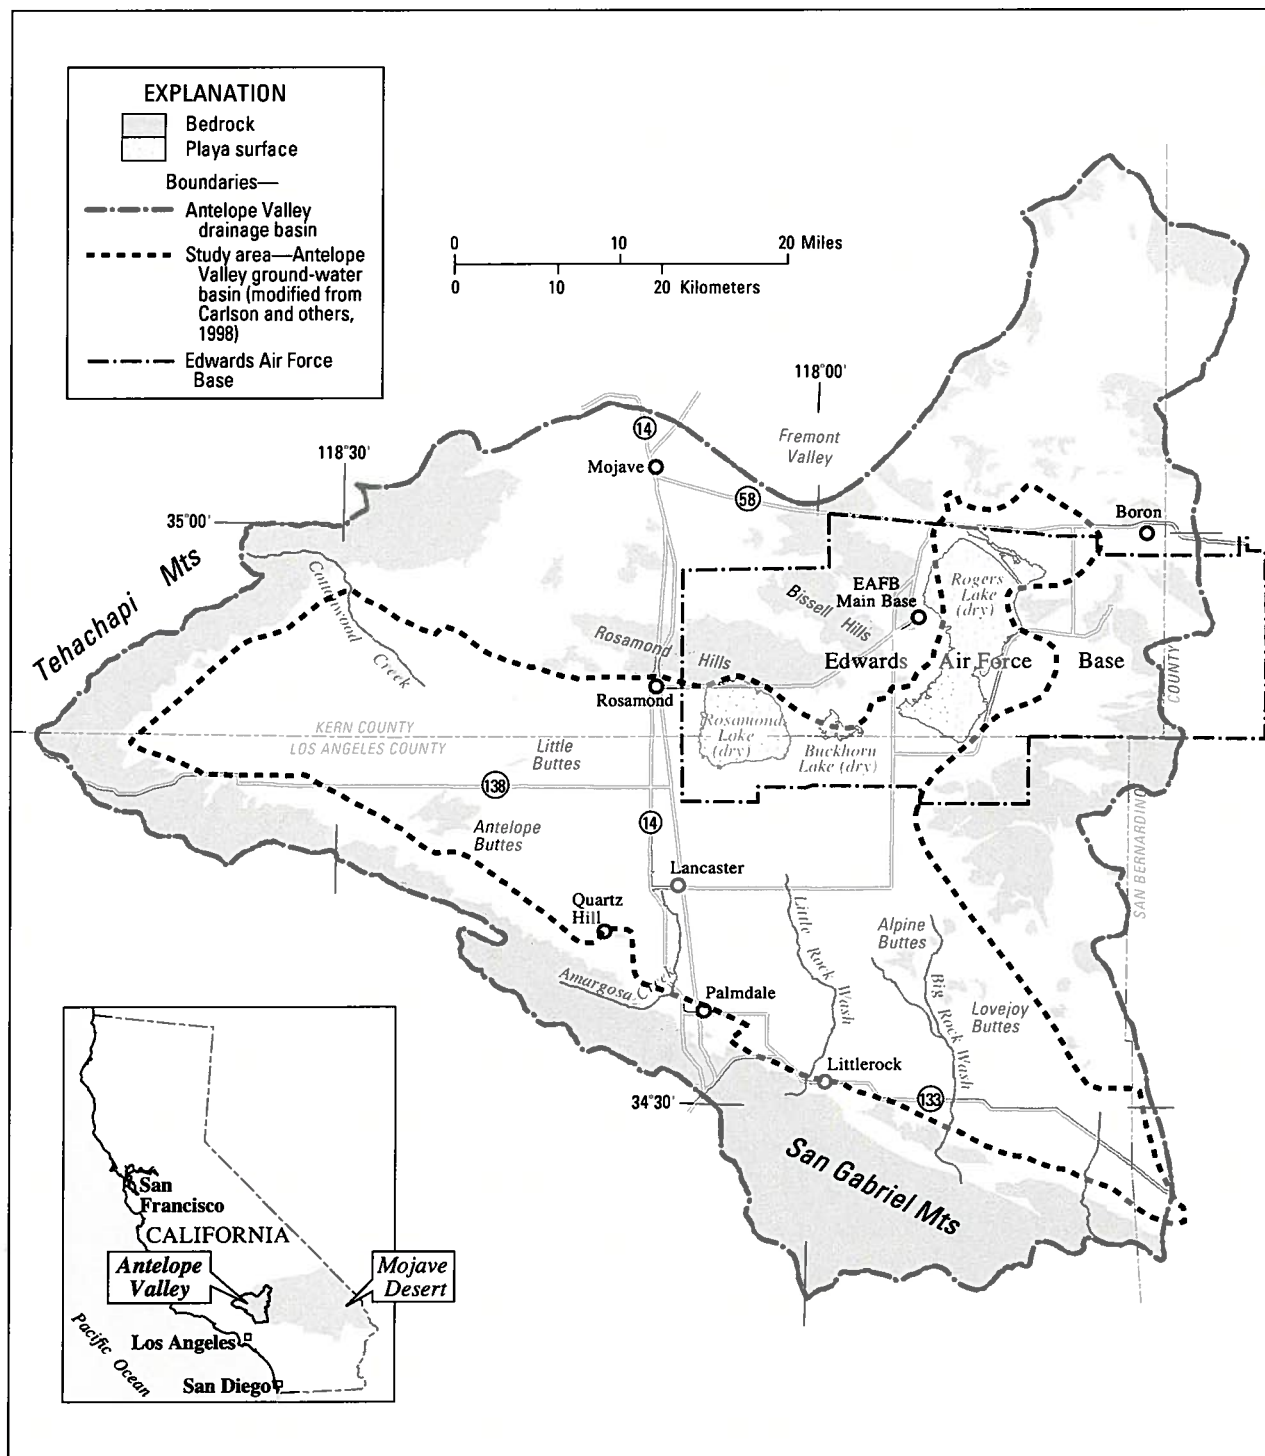 EXPLANATION
Bedrock
Playa surface
Boundaries—
Antelope Valley
drainage basin
Study area—Antelope
Valley ground-water
basin (modified from
Carlson and others,
1998)
Edwards Air Force
Base
0 10 20 Miles
0 10 20 Kilometers
118°00'
118°30'
35°00'
14
Mojave
58
Fremont
Valley
Boron
Tehachapi Mts
Cottonwood Creek
EAFB
Main Base
Bissell Hills
Rogers
Lake
(dry)
Rosamond Hills
Edwards Air Force Base
Rosamond
Rosamond
Lake
(dry)
Buckhorn
Lake (dry)
KERN COUNTY
LOS ANGELES COUNTY
Little
Buttes
138
Antelope
Buttes
14
Lancaster
Quartz
Hill
Amargosa Creek
Palmdale
Little Rock Wash
Alpine
Buttes
Big Rock Wash
Lovejoy
Buttes
SAN BERNARDINO COUNTY
Littlerock
34°30'
133
San Gabriel Mts
San
Francisco
CALIFORNIA
Antelope
Valley
Mojave
Desert
Pacific Ocean
Los Angeles
San Diego